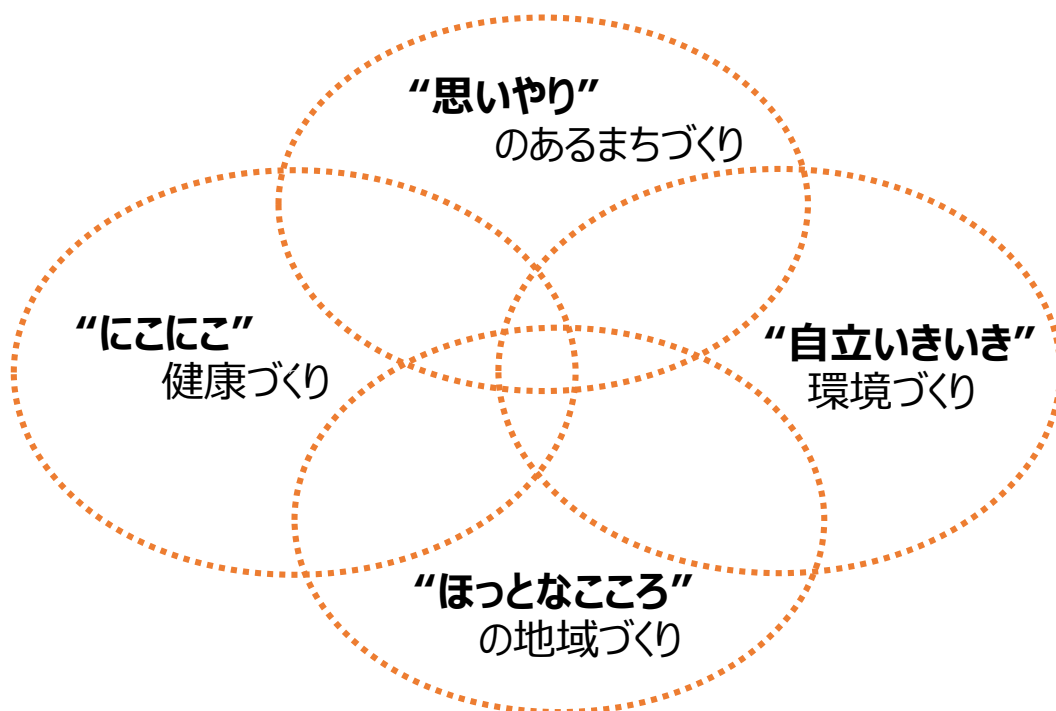 “思いやり”
のあるまちづくり
“にこにこ”
健康づくり
“自立いきいき”
環境づくり
“ほっとなこころ”
の地域づくり